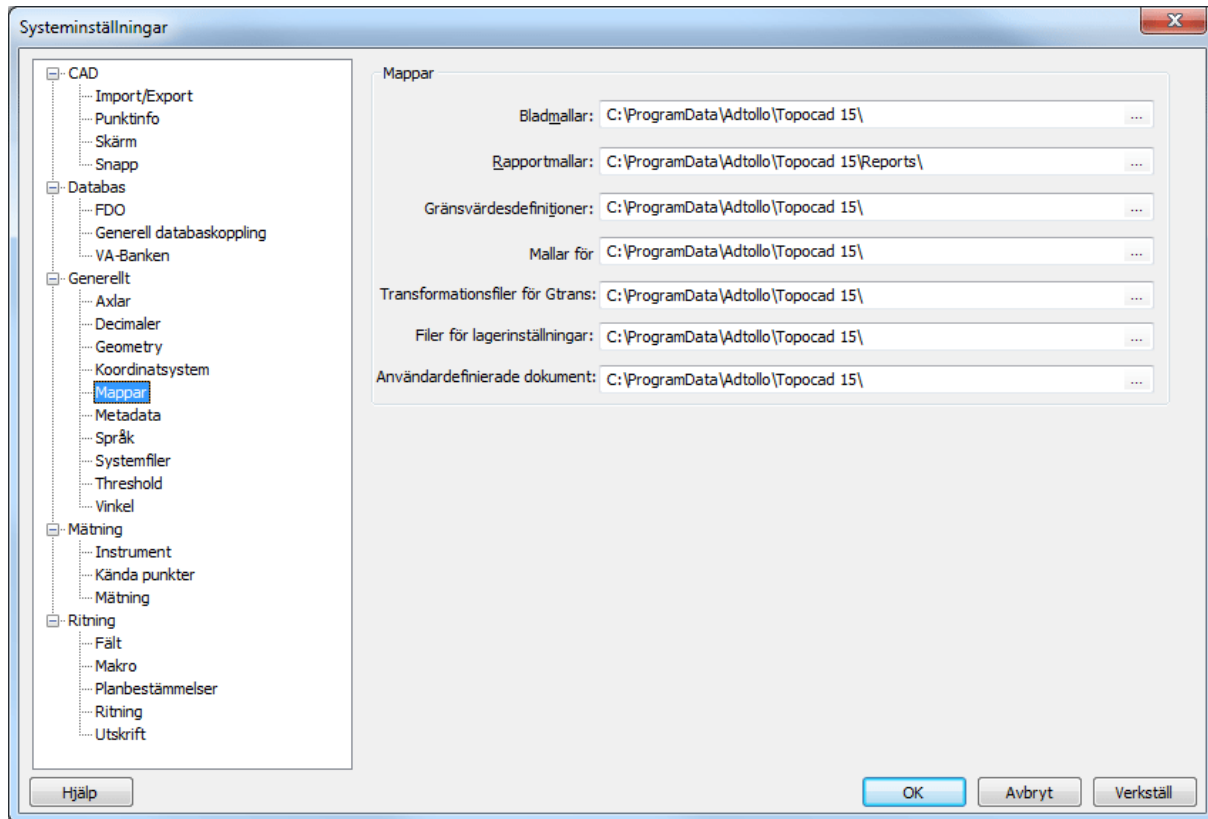 Systeminställningar
CAD
Import/Export
Punktinfo
Skärm
Snapp
Databas
FDO
Generell databaskoppling
VA-Banken
Generellt
Axlar
Decimaler
Geometry
Koordinatsystem
Mappar
Metadata
Språk
Systemfiler
Threshold
Vinkel
Mätning
Instrument
Kända punkter
Mätning
Ritning
Fält
Makro
Planbestämmelser
Ritning
Utskrift
Mappar
Bladmallar: C:\ProgramData\Adtollo\Topocad 15\ ...
Rapportmallar: C:\ProgramData\Adtollo\Topocad 15\Reports\ ...
Gränsvärdesdefinitioner: C:\ProgramData\Adtollo\Topocad 15\ ...
Mallar för C:\ProgramData\Adtollo\Topocad 15\ ...
Transformationsfiler för Gtrans: C:\ProgramData\Adtollo\Topocad 15\ ...
Filer för lagerinställningar: C:\ProgramData\Adtollo\Topocad 15\ ...
Användardefinierade dokument: C:\ProgramData\Adtollo\Topocad 15\ ...
Hjälp OK Avbryt Verkställ